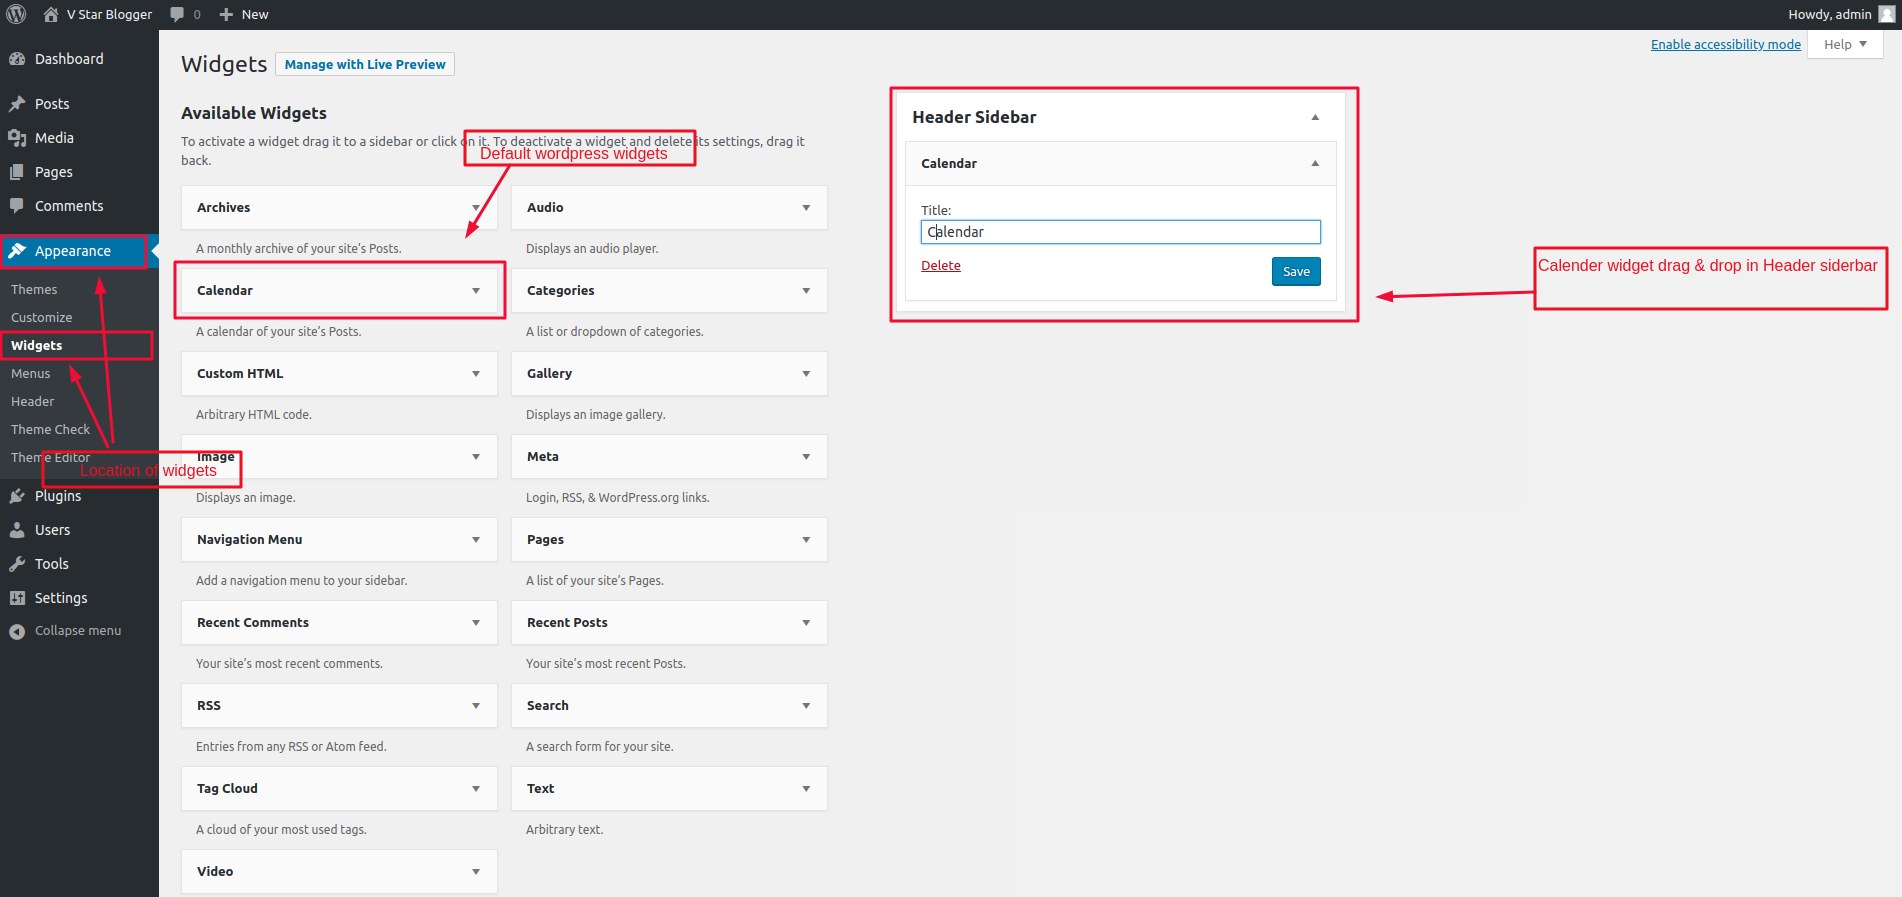 V Star Blogger 0 New Howdy, admin
Dashboard
Posts
Media
Pages
Comments
Appearance
Themes
Customize
Widgets
Menus
Header
Theme Check
Theme Editor
Location of widgets
Plugins
Users
Tools
Settings
Collapse menu
Enable accessibility mode Help
Widgets Manage with Live Preview
Available Widgets
To activate a widget drag it to a sidebar or click on it. To deactivate a widget and delete its settings, drag it
back.
Default wordpress widgets
Archives Audio
A monthly archive of your site's Posts. Displays an audio player.
Calendar Categories
A calendar of your site's Posts. A list or dropdown of categories.
Custom HTML Gallery
Arbitrary HTML code. Displays an image gallery.
Image Meta
Displays an image. Login, RSS, & WordPress.org links.
Navigation Menu Pages
Add a navigation menu to your sidebar. A list of your site's Pages.
Recent Comments Recent Posts
Your site's most recent comments. Your site's most recent Posts.
RSS Search
Entries from any RSS or Atom feed. A search form for your site.
Tag Cloud Text
A cloud of your most used tags. Arbitrary text.
Video
Header Sidebar
Calendar
Title:
Calendar
Delete Save
Calender widget drag & drop in Header siderbar